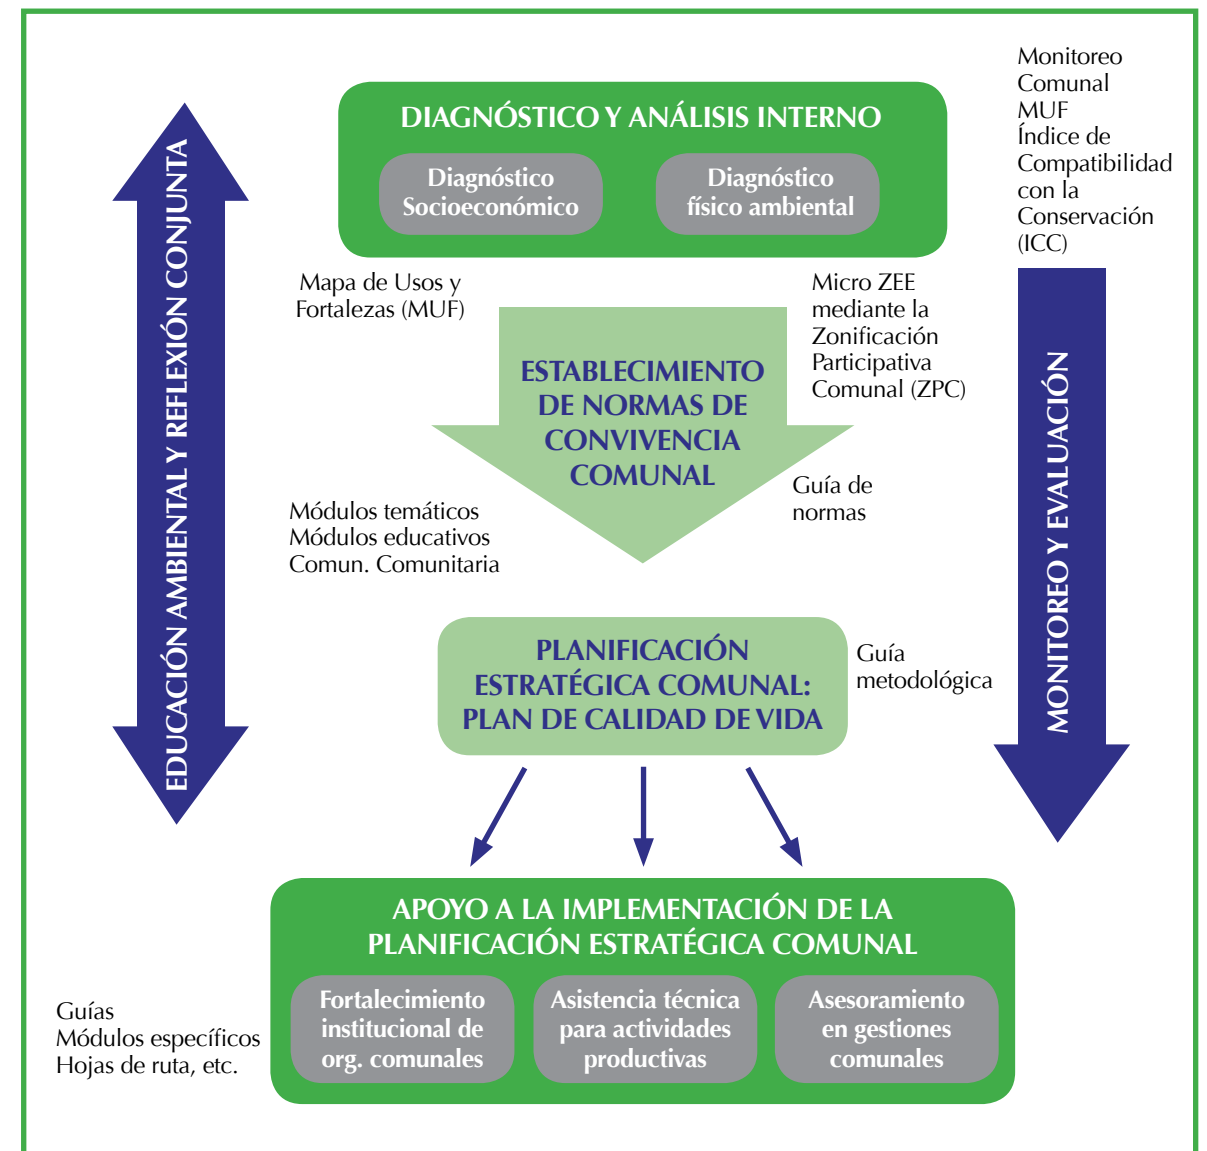 DIAGNÓSTICO Y ANÁLISIS INTERNO
Diagnóstico
Socioeconómico
Diagnóstico
físico ambiental
Monitoreo
Comunal
MUF
Índice de
Compatibilidad
con la
Conservación
(ICC)
EDUCACIÓN AMBIENTAL Y REFLEXIÓN CONJUNTA
Mapa de Usos y
Fortalezas (MUF)
Micro ZEE
mediante la
Zonificación
Participativa
Comunal (ZPC)
ESTABLECIMIENTO
DE NORMAS DE
CONVIVENCIA
COMUNAL
MONITOREO Y EVALUACIÓN
Módulos temáticos
Módulos educativos
Comun. Comunitaria
Guía de
normas
PLANIFICACIÓN
ESTRATÉGICA COMUNAL:
PLAN DE CALIDAD DE VIDA
Guía
metodológica
APOYO A LA IMPLEMENTACIÓN DE LA
PLANIFICACIÓN ESTRATÉGICA COMUNAL
Guías
Módulos específicos
Hojas de ruta, etc.
Fortalecimiento
institucional de
org. comunales
Asistencia técnica
para actividades
productivas
Asesoramiento
en gestiones
comunales